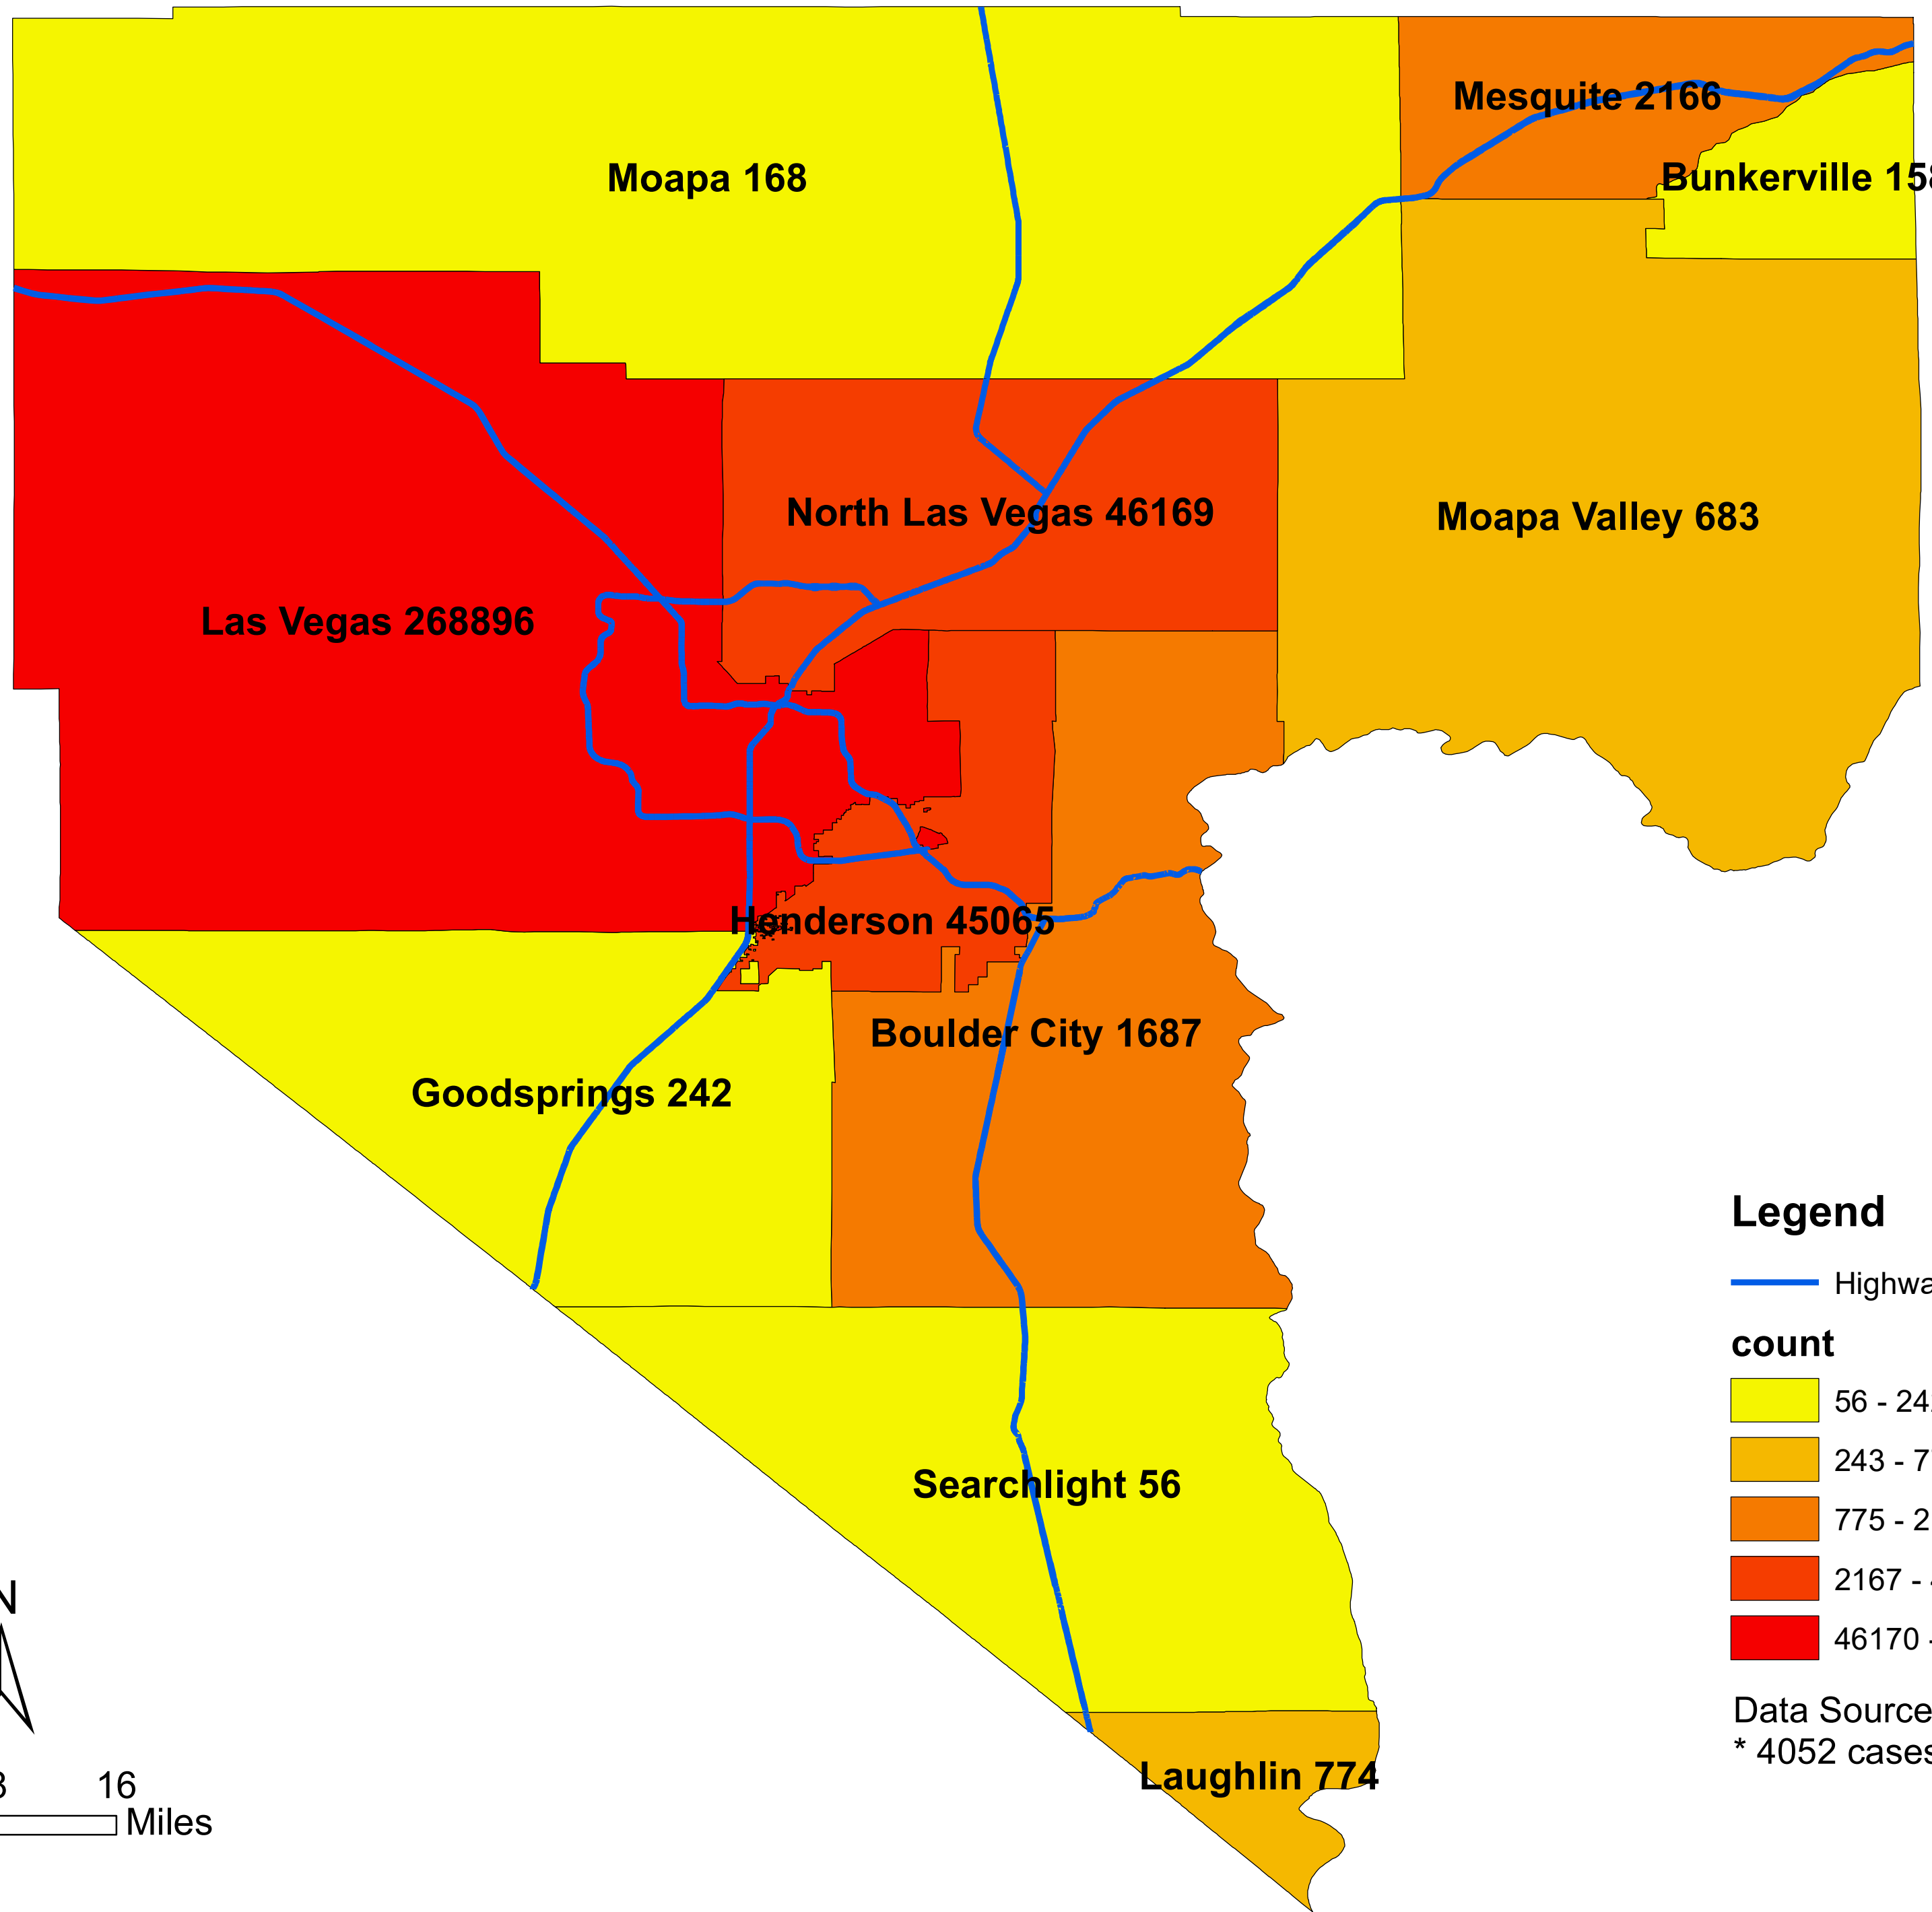 Mesquite 2166
Moapa 168
Bunkerville 158
North Las Vegas 46169
Moapa Valley 683
Las Vegas 268896
Henderson 45065
Boulder City 1687
Goodsprings 242
Legend
Highwa
count
56 - 24
243 - 7
775 - 2
2167 -
46170 -
Searchlight 56
N
Data Source
* 4052 cases
Laughlin 774
16
Miles